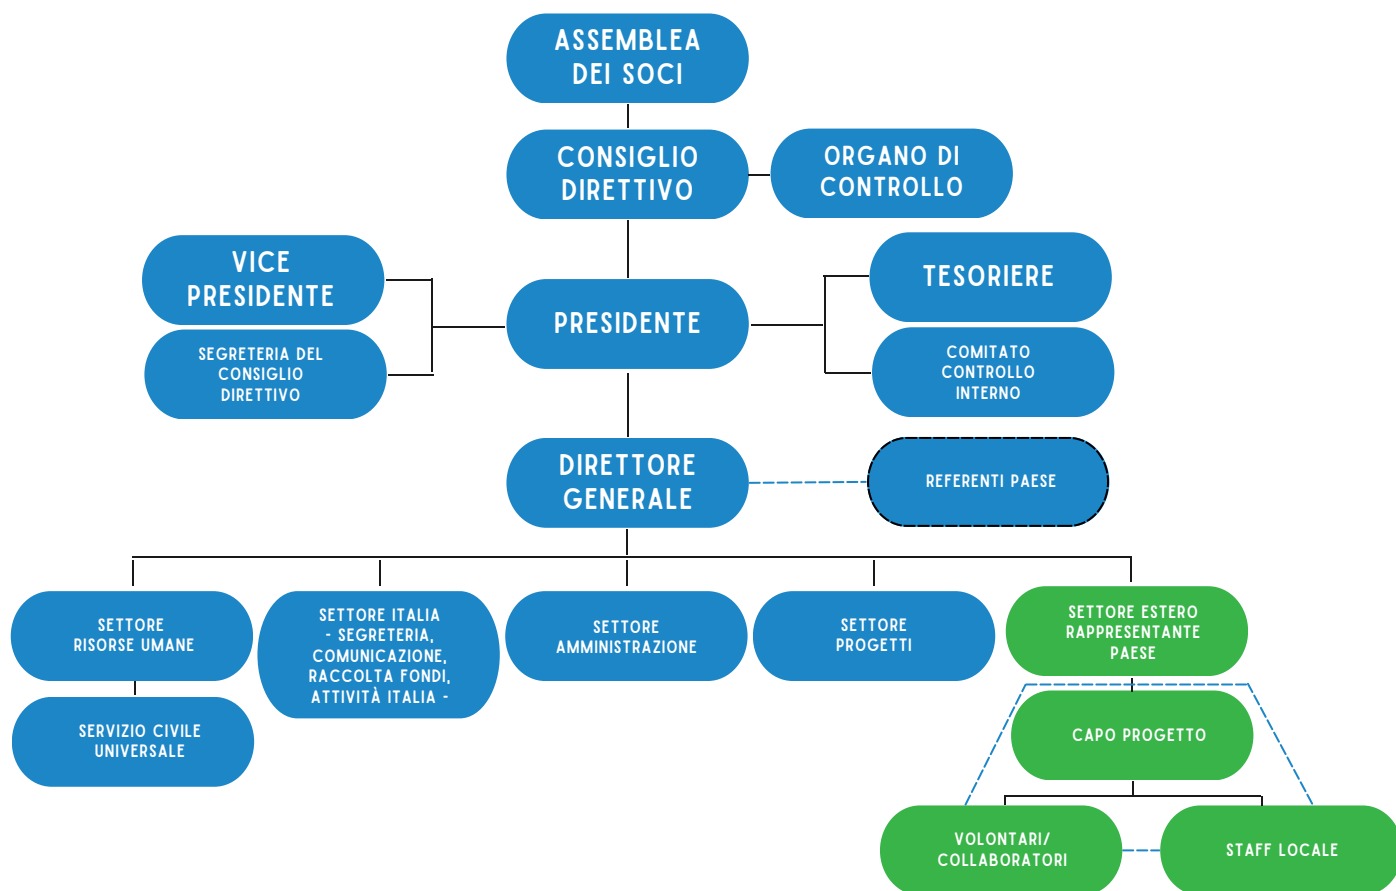 ASSEMBLEA
DEI SOCI
CONSIGLIO
DIRETTIVO
ORGANO DI
CONTROLLO
VICE
PRESIDENTE
SEGRETERIA DEL
CONSIGLIO
DIRETTIVO
PRESIDENTE
TESORIERE
COMITATO
CONTROLLO
INTERNO
DIRETTORE
GENERALE
REFERENTI PAESE
SETTORE
RISORSE UMANE
SERVIZIO CIVILE
UNIVERSALE
SETTORE ITALIA
- SEGRETERIA,
COMUNICAZIONE,
RACCOLTA FONDI,
ATTIVITÀ ITALIA -
SETTORE
AMMINISTRAZIONE
SETTORE
PROGETTI
SETTORE ESTERO
RAPPRESENTANTE
PAESE
CAPO PROGETTO
VOLONTARI/
COLLABORATORI
STAFF LOCALE